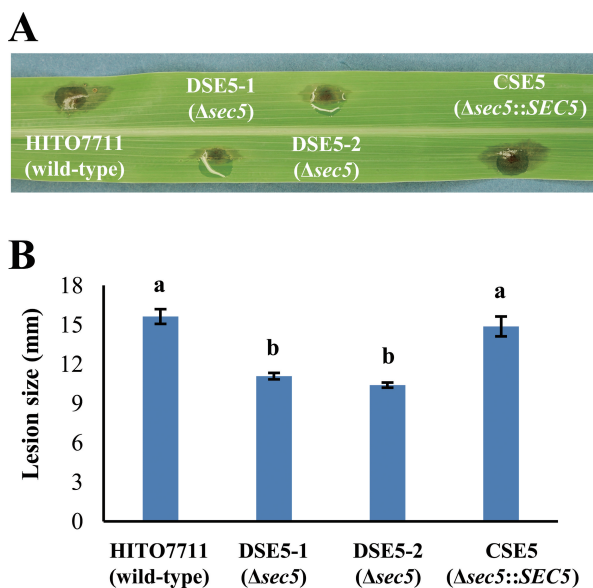 A
DSE5-1
(Δsec5)
CSE5
(Δsec5::SEC5)
HITO7711
(wild-type)
DSE5-2
(Δsec5)
B
18
15
12
9
6
3
0
Lesion size (mm)
a
b
b
a
HITO7711
(wild-type)
DSE5-1
(Δsec5)
DSE5-2
(Δsec5)
CSE5
(Δsec5::SEC5)